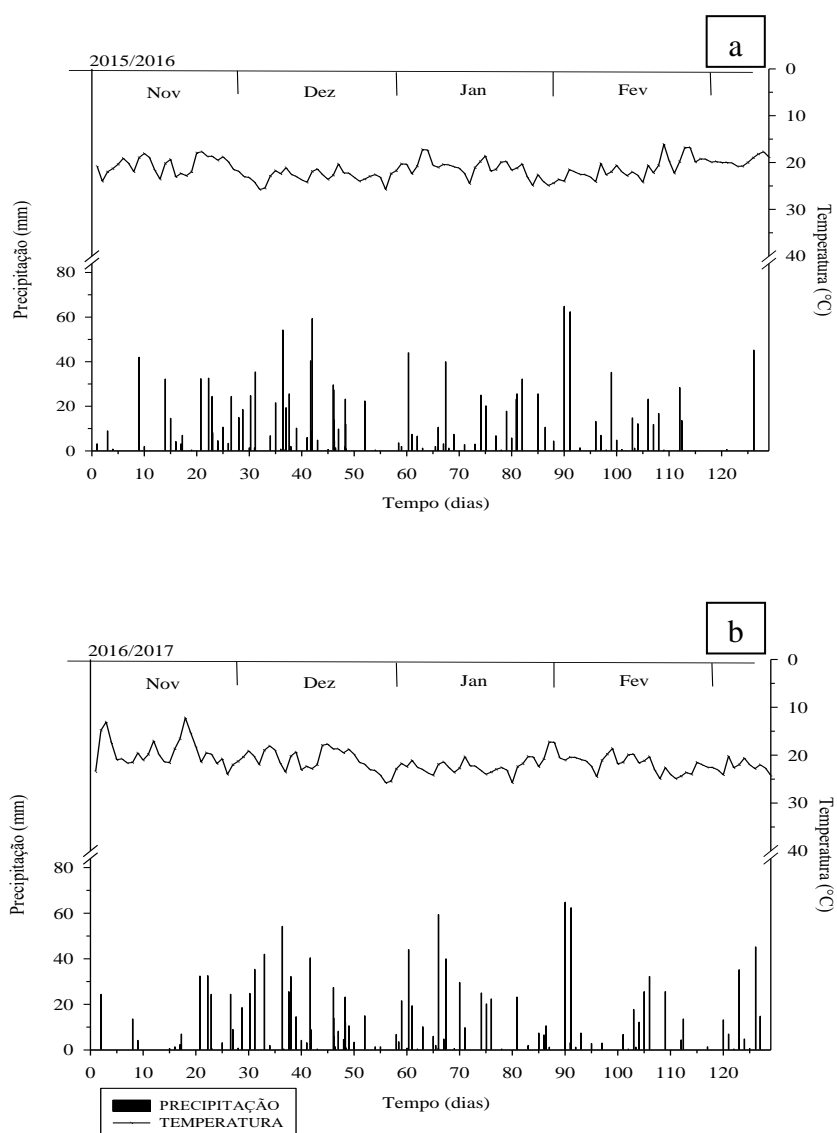 a
2015/2016
Nov Dez Jan Fev
0
10
20
30
40
Temperatura (°C)
Precipitação (mm)
80
60
40
20
0
0 10 20 30 40 50 60 70 80 90 100 110 120
Tempo (dias)
b
2016/2017
Nov Dez Jan Fev
0
10
20
30
40
Temperatura (°C)
Precipitação (mm)
80
60
40
20
0
0 10 20 30 40 50 60 70 80 90 100 110 120
Tempo (dias)
PRECIPITAÇÃO
TEMPERATURA